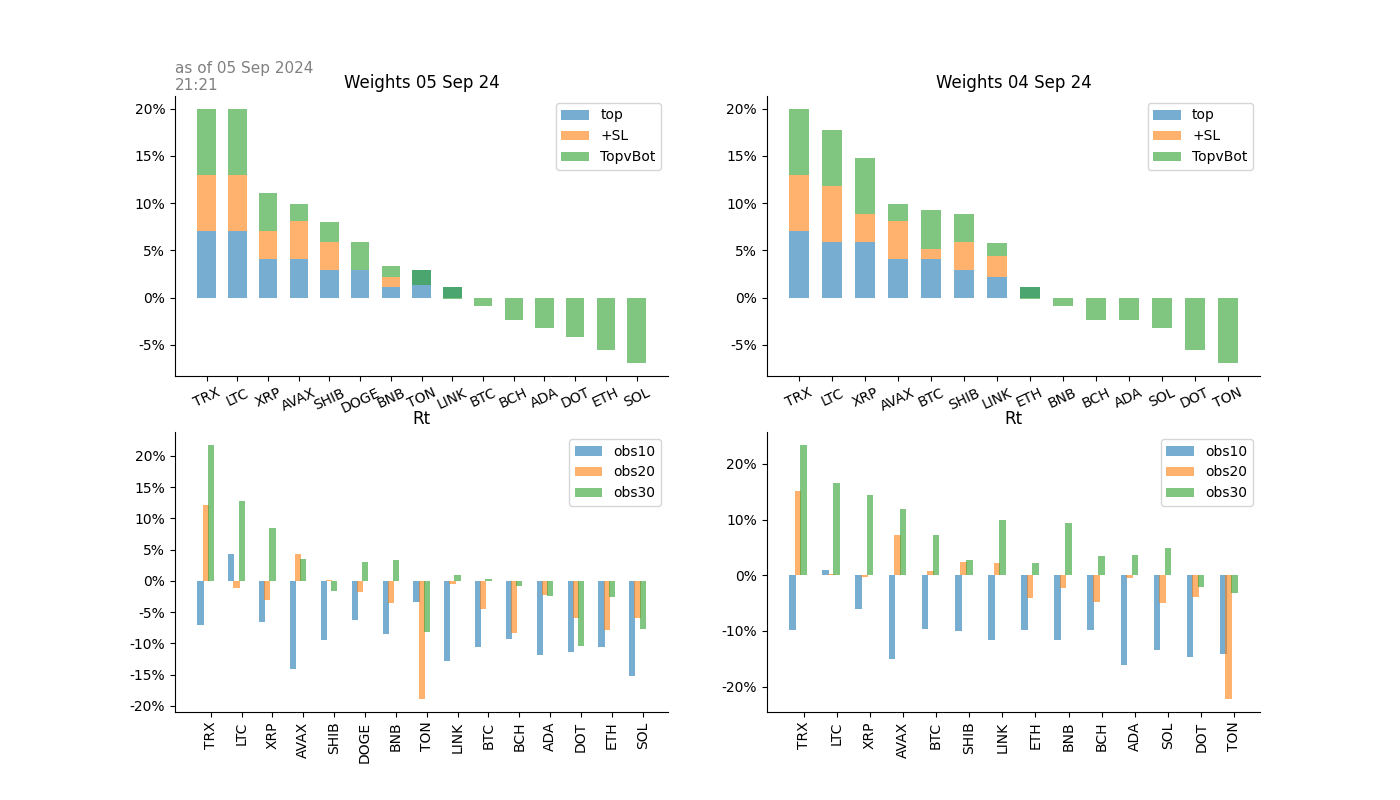 as of 05 Sep 2024
21:21
Weights 05 Sep 24
20%
15%
10%
5%
0%
-5%
top
+SL
TopvBot
TRX LTC XRP AVAX SHIB DOGE BNB TON LINK BTC BCH ADA DOT ETH SOL
Weights 04 Sep 24
20%
15%
10%
5%
0%
-5%
top
+SL
TopvBot
TRX LTC XRP AVAX BTC SHIB LINK ETH BNB BCH ADA SOL DOT TON
Rt
20%
15%
10%
5%
0%
-5%
-10%
-15%
-20%
obs10
obs20
obs30
TRX LTC XRP AVAX SHIB DOGE BNB TON LINK BTC BCH ADA DOT ETH SOL
Rt
20%
10%
0%
-10%
-20%
obs10
obs20
obs30
TRX LTC XRP AVAX BTC SHIB LINK ETH BNB BCH ADA SOL DOT TON